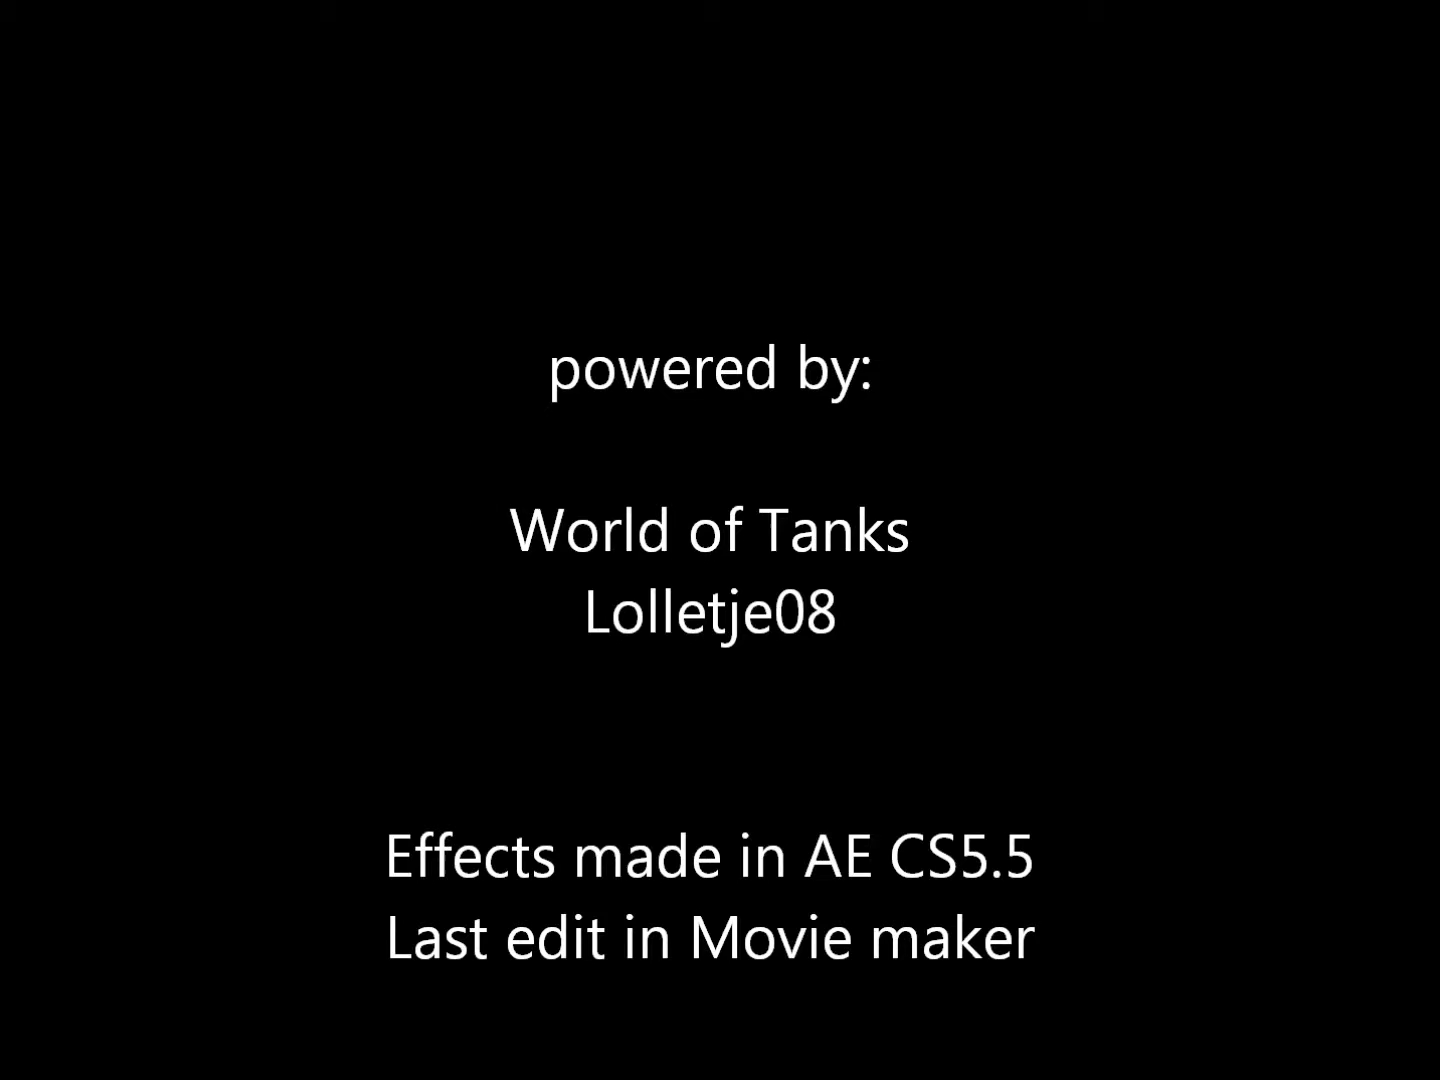 powered by:
World of Tanks
Lolletje08
Effects made in AE CS5.5
Last edit in Movie maker